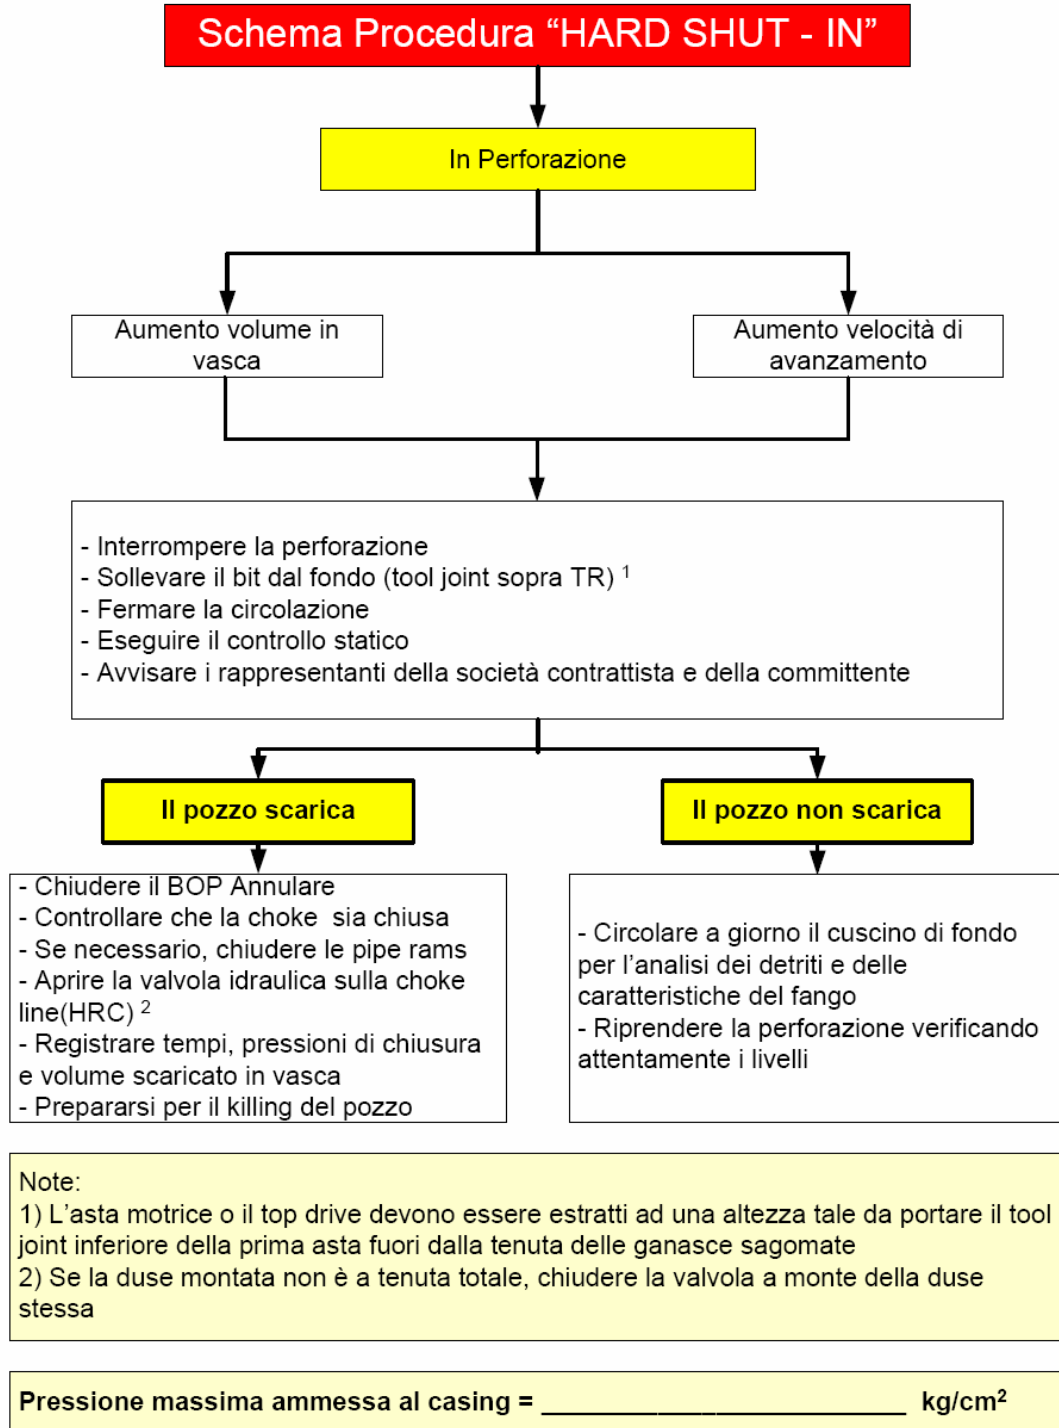 Schema Procedura “HARD SHUT - IN”
In Perforazione
Aumento volume in
vasca
Aumento velocità di
avanzamento
- Interrompere la perforazione
- Sollevare il bit dal fondo (tool joint sopra TR) ¹
- Fermare la circolazione
- Eseguire il controllo statico
- Avvisare i rappresentanti della società contrattista e della committente
Il pozzo scarica
- Chiudere il BOP Annulare
- Controllare che la choke  sia chiusa
- Se necessario, chiudere le pipe rams
- Aprire la valvola idraulica sulla choke
line(HRC) ²
- Registrare tempi, pressioni di chiusura
e volume scaricato in vasca
- Prepararsi per il killing del pozzo
Il pozzo non scarica
- Circolare a giorno il cuscino di fondo
per l’analisi dei detriti e delle
caratteristiche del fango
- Riprendere la perforazione verificando
attentamente i livelli
Note:
1) L’asta motrice o il top drive devono essere estratti ad una altezza tale da portare il tool
joint inferiore della prima asta fuori dalla tenuta delle ganasce sagomate
2) Se la duse montata non è a tenuta totale, chiudere la valvola a monte della duse
stessa
Pressione massima ammessa al casing = _________________________ kg/cm²